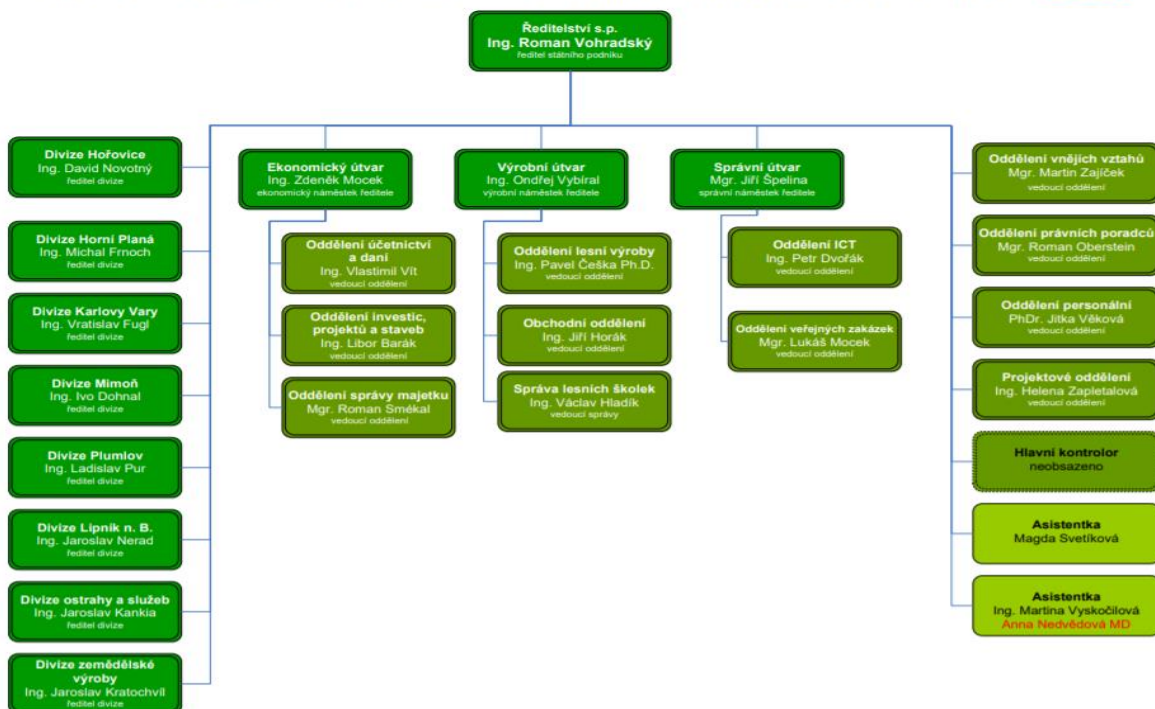 Ředitelství s.p.
Ing. Roman Vohradský
ředitel státního podniku
Divize Hořovice
Ing. David Novotný
ředitel divize
Divize Horní Planá
Ing. Michal Frnoch
ředitel divize
Divize Karlovy Vary
Ing. Vratislav Fugl
ředitel divize
Divize Mimoň
Ing. Ivo Dohnal
ředitel divize
Divize Plumlov
Ing. Ladislav Pur
ředitel divize
Divize Lipník n. B.
Ing. Jaroslav Nerad
ředitel divize
Divize ostrahy a služeb
Ing. Jaroslav Kankia
ředitel divize
Divize zemědělské
výroby
Ing. Jaroslav Kratochvíl
ředitel divize
Ekonomický útvar
Ing. Zdeněk Mocek
ekonomický náměstek ředitele
Oddělení účetnictví
a daní
Ing. Vlastimil Vít
vedoucí oddělení
Oddělení investic,
projektů a staveb
Ing. Libor Barák
vedoucí oddělení
Oddělení správy majetku
Mgr. Roman Smékal
vedoucí oddělení
Výrobní útvar
Ing. Ondřej Vybíral
výrobní náměstek ředitele
Oddělení lesní výroby
Ing. Pavel Češka Ph.D.
vedoucí oddělení
Obchodní oddělení
Ing. Jiří Horák
vedoucí oddělení
Správa lesních školek
Ing. Václav Hladík
vedoucí správy
Správní útvar
Mgr. Jiří Špelina
správní náměstek ředitele
Oddělení ICT
Ing. Petr Dvořák
vedoucí oddělení
Oddělení veřejných zakázek
Mgr. Lukáš Mocek
vedoucí oddělení
Oddělení vnějích vztahů
Mgr. Martin Zajíček
vedoucí oddělení
Oddělení právních poradců
Mgr. Roman Oberstein
vedoucí oddělení
Oddělení personální
PhDr. Jitka Věková
vedoucí oddělení
Projektové oddělení
Ing. Helena Zapletalová
vedoucí oddělení
Hlavní kontrolor
neobsazeno
Asistentka
Magda Svetíková
Asistentka
Ing. Martina Vyskočilová
Anna Nedvědová MD